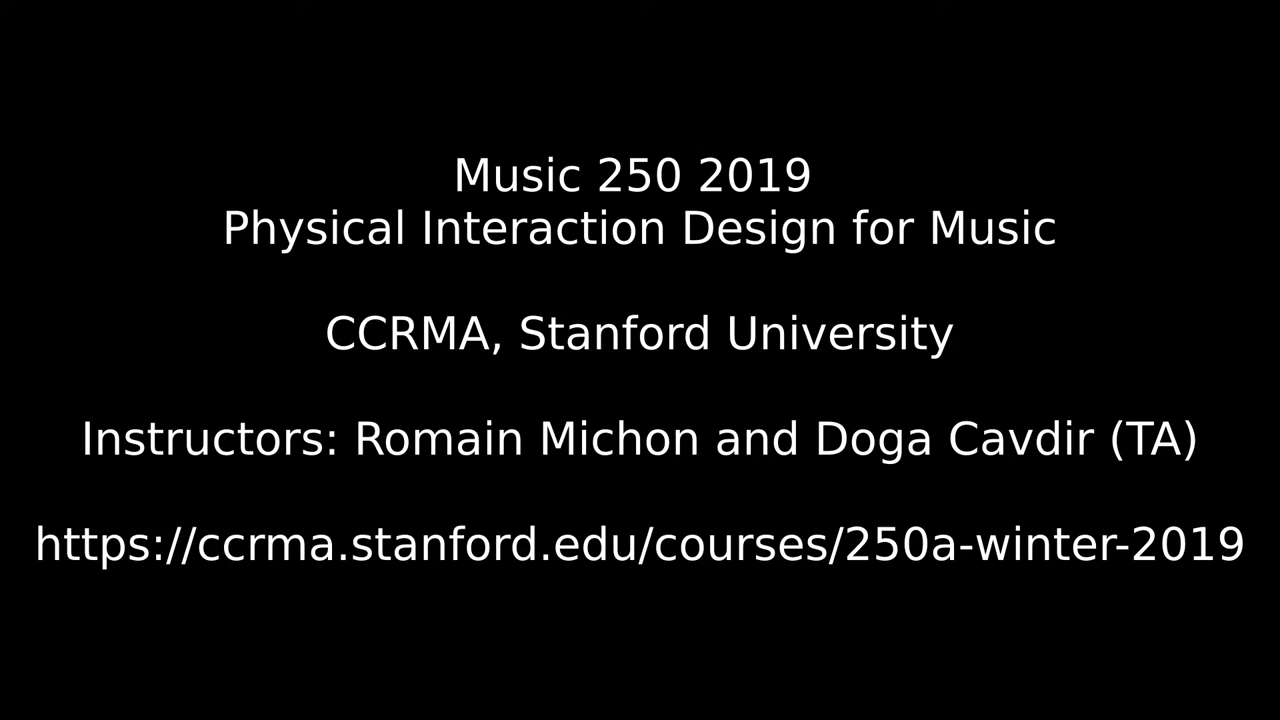 Music 250 2019
Physical Interaction Design for Music
CCRMA, Stanford University
Instructors: Romain Michon and Doga Cavdir (TA)
https://ccrma.stanford.edu/courses/250a-winter-2019